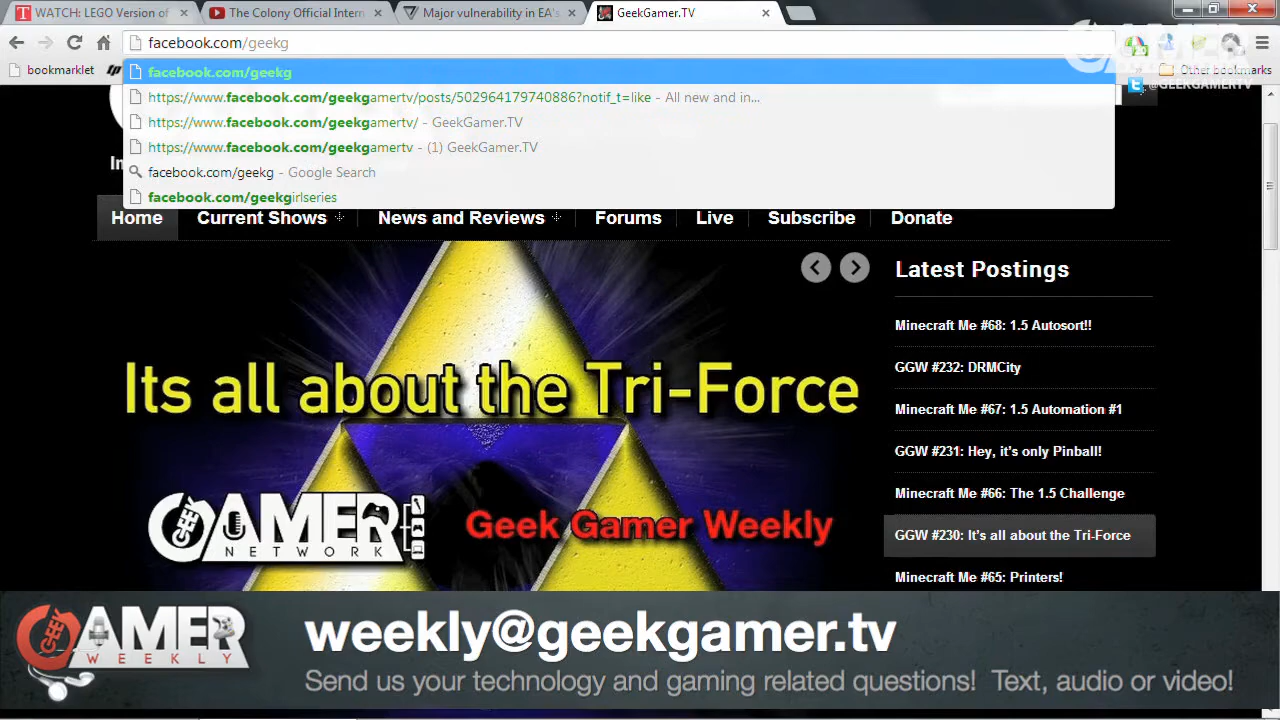 WATCH: LEGO Version of
The Colony Official Intern
Major vulnerability in EA's
GeekGamer.TV
facebook.com/geekg
bookmarklet
Other bookmarks
GAMER
@GEEKGAMERTV
facebook.com/geekg
https://www.facebook.com/geekgamertv/posts/502964179740886?notif_t=like - All new and in...
https://www.facebook.com/geekgamertv/ - GeekGamer.TV
https://www.facebook.com/geekgamertv - (1) GeekGamer.TV
facebook.com/geekg - Google Search
facebook.com/geekgirlseries
Home
Current Shows
News and Reviews
Forums
Live
Subscribe
Donate
Its all about the Tri-Force
GEEK GAMER
NETWORK
Geek Gamer Weekly
Latest Postings
Minecraft Me #68: 1.5 Autosort!!
GGW #232: DRMCity
Minecraft Me #67: 1.5 Automation #1
GGW #231: Hey, it's only Pinball!
Minecraft Me #66: The 1.5 Challenge
GGW #230: It's all about the Tri-Force
Minecraft Me #65: Printers!
GEEK GAMER
WEEKLY
weekly@geekgamer.tv
Send us your technology and gaming related questions! Text, audio or video!